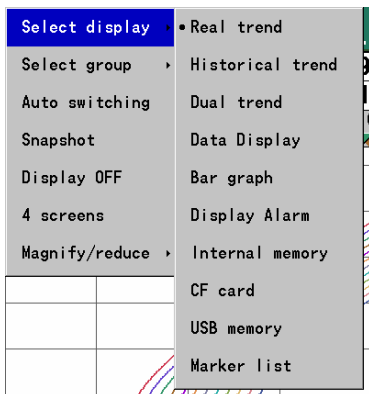 Select display
Select group
Auto switching
Snapshot
Display OFF
4 screens
Magnify/reduce
Real trend
Historical trend
Dual trend
Data Display
Bar graph
Display Alarm
Internal memory
CF card
USB memory
Marker list